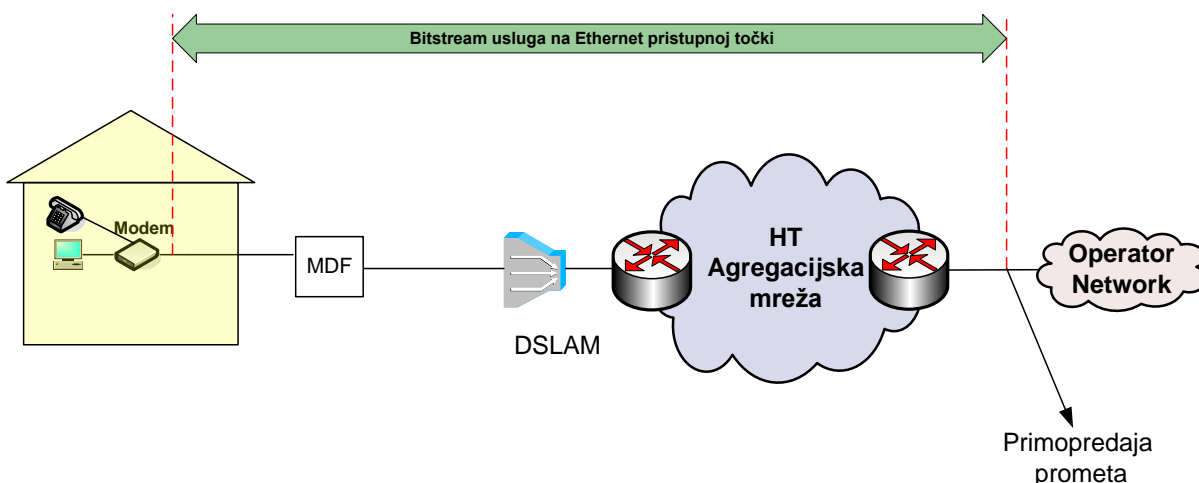 Bitstream usluga na Ethernet pristupnoj točki
Modem
MDF
DSLAM
HT
Agregacijska
mreža
Operator
Network
Primopredaja
prometa